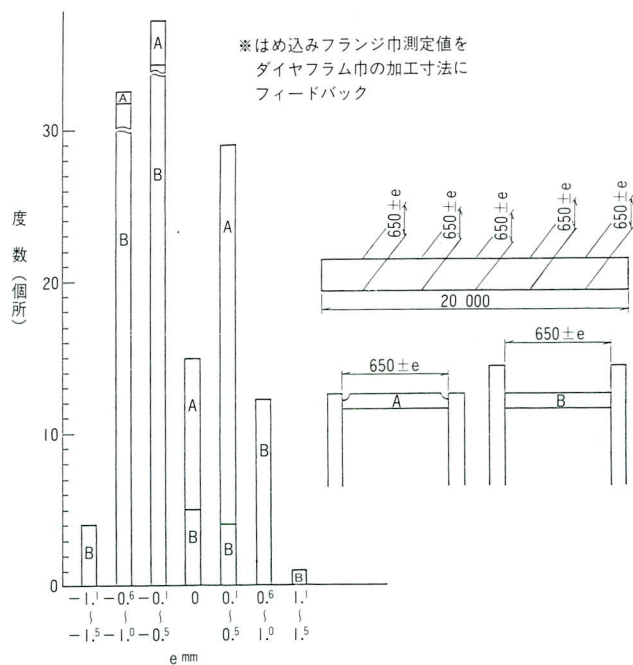 ※はめ込みフランジ巾測定値を
ダイヤフラム巾の加工寸法に
フィードバック
度数(個所)
30
20
10
0
A
B
A
B
B
A
B
A
B
B
B
-1.1 -0.6 -0.1 0 0.1 0.6 1.1
~ ~ ~ ~ ~ ~
-1.5 -1.0 -0.5 0.5 1.0 1.5
e mm
650±e
650±e
650±e
650±e
650±e
20 000
650±e
A
650±e
B